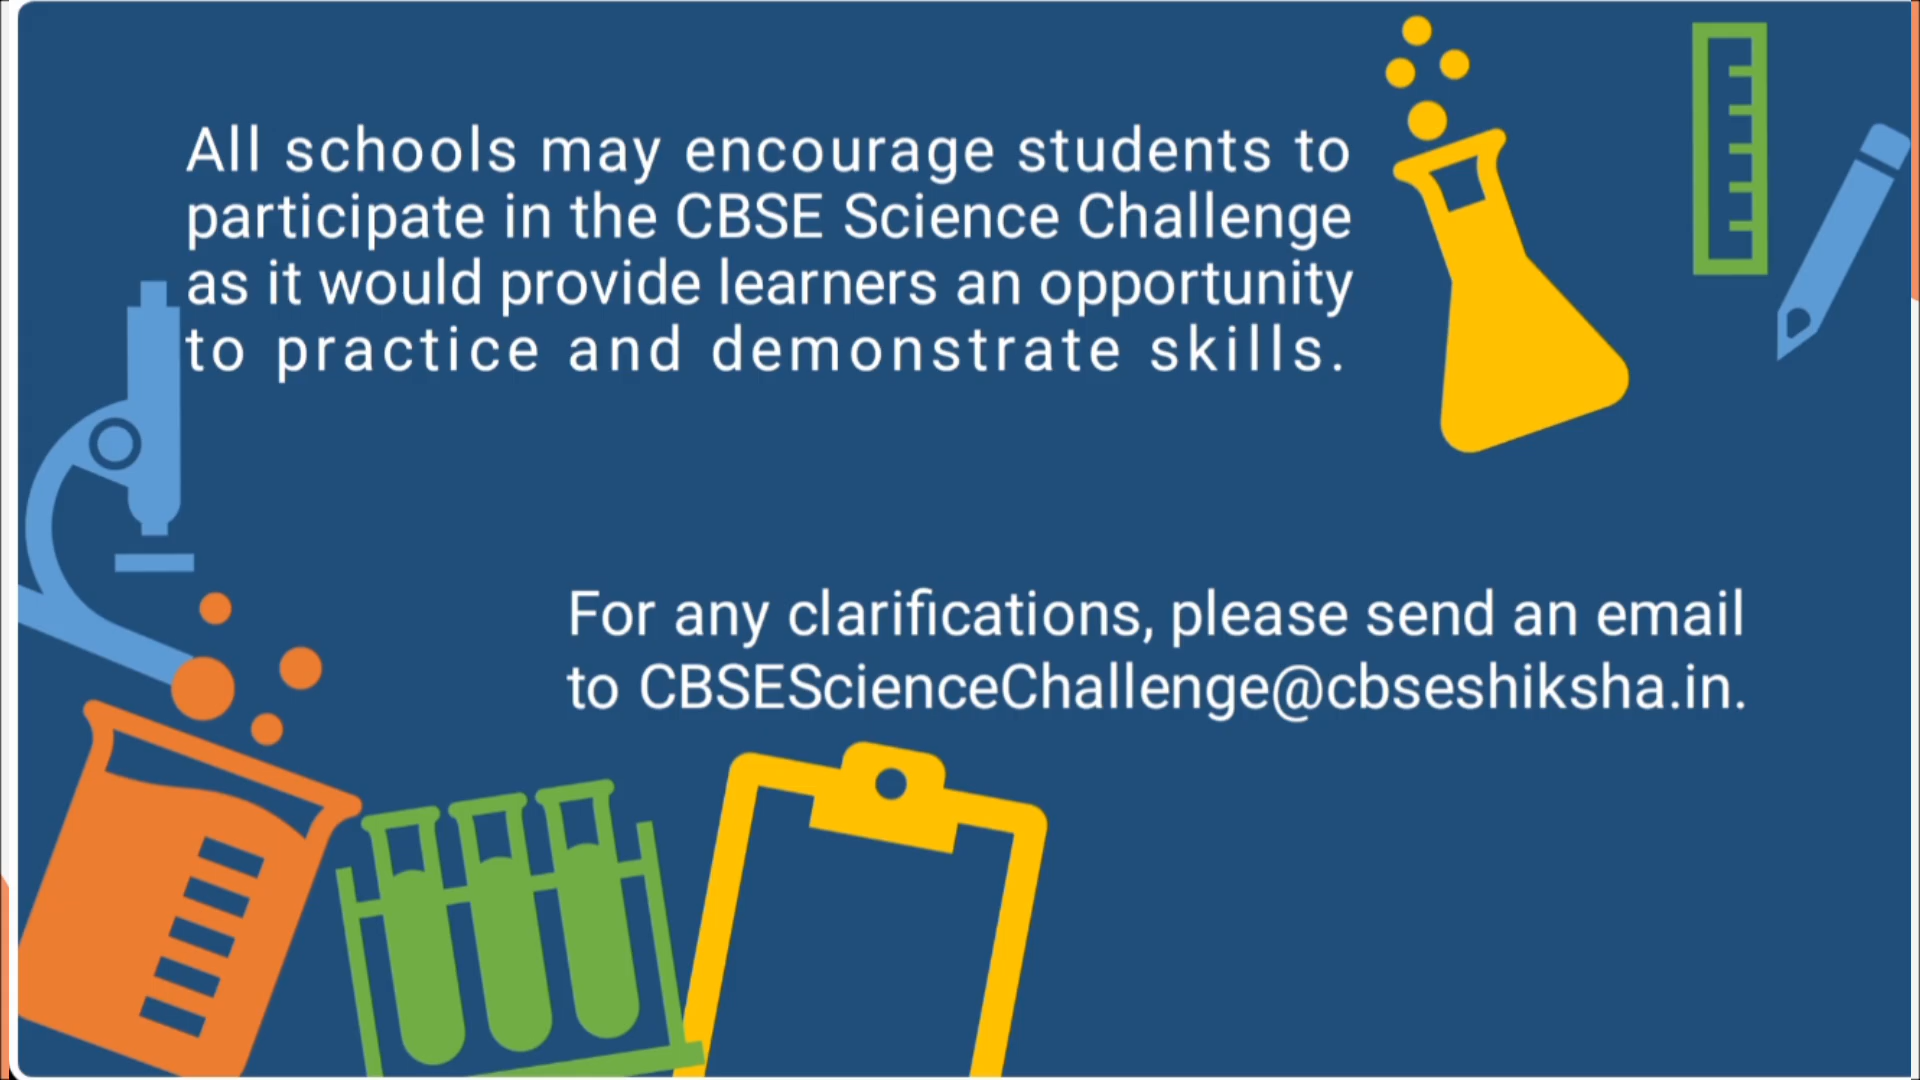 All schools may encourage students to
participate in the CBSE Science Challenge
as it would provide learners an opportunity
to practice and demonstrate skills.
For any clarifications, please send an email
to CBSEScienceChallenge@cbseshiksha.in.